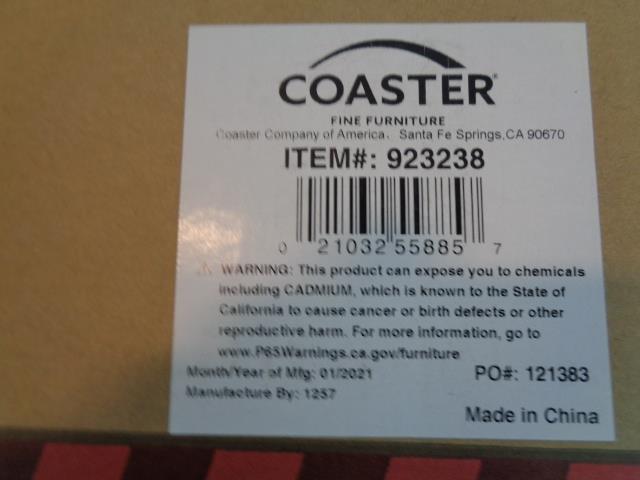 COASTER®
FINE FURNITURE
Coaster Company of America, Santa Fe Springs,CA 90670
ITEM#: 923238
0 21032 55885 7
⚠ WARNING: This product can expose you to chemicals
including CADMIUM, which is known to the State of
California to cause cancer or birth defects or other
reproductive harm. For more information, go to
www.P65Warnings.ca.gov/furniture
Month/Year of Mfg: 01/2021
PO#: 121383
Manufacture By: 1257
Made in China